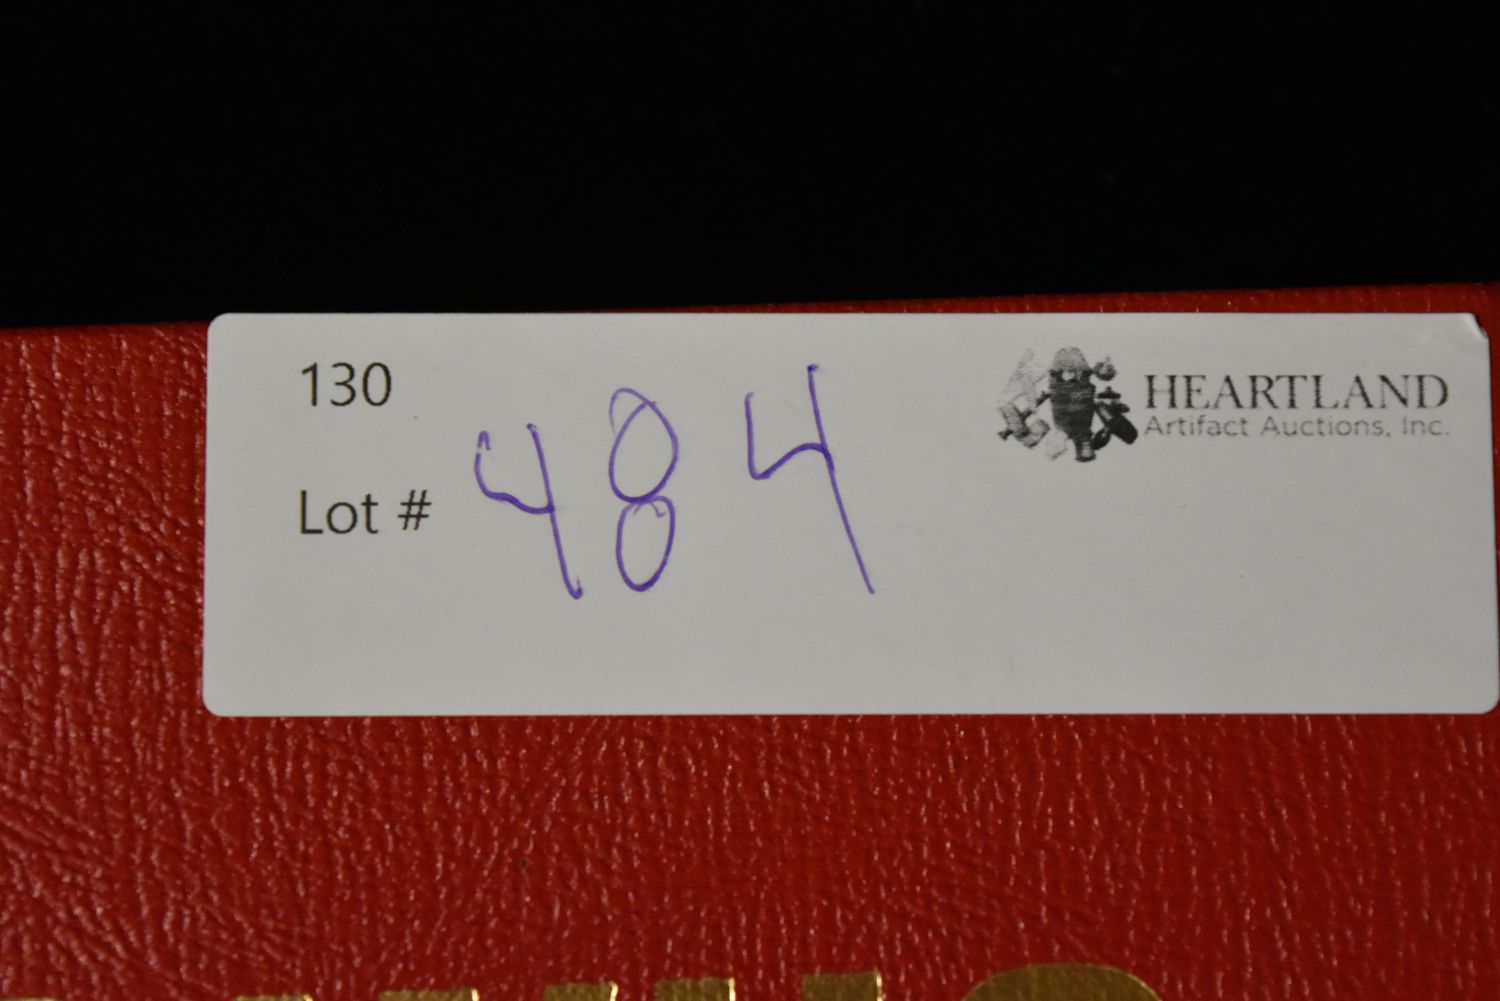 130
HEARTLAND
Artifact Auctions, Inc.
Lot # 484